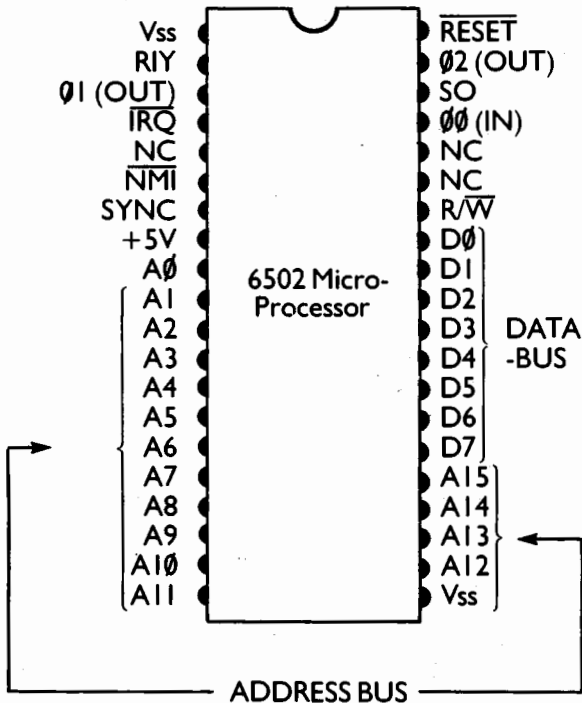 Vss
RIY
Ø1 (OUT)
IRQ
NC
NMI
SYNC
+5V
AØ
A1
A2
A3
A4
A5
A6
A7
A8
A9
A1Ø
A11
6502 Micro-
Processor
RESET
Ø2 (OUT)
SO
ØØ (IN)
NC
NC
R/W
DØ
D1
D2
D3
D4
D5
D6
D7
A15
A14
A13
A12
Vss
DATA
-BUS
ADDRESS BUS